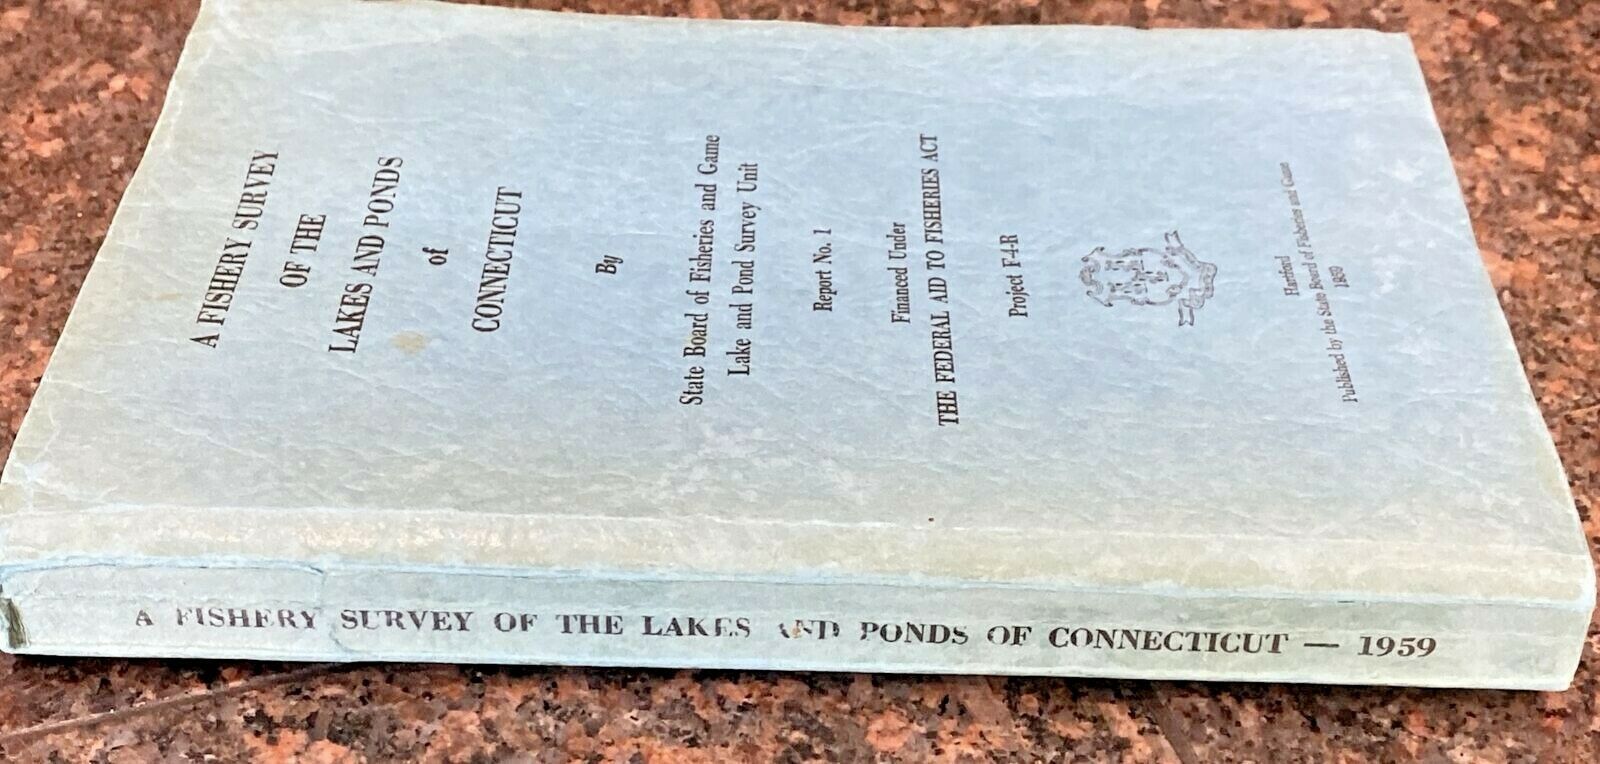 A FISHERY SURVEY
OF THE
LAKES AND PONDS
of
CONNECTICUT
By
State Board of Fisheries and Game
Lake and Pond Survey Unit
Report No. 1
Financed Under
THE FEDERAL AID TO FISHERIES ACT
Project F-4-R
Hartford
Published by the State Board of Fisheries and Game
1959
A FISHERY SURVEY OF THE LAKES AND PONDS OF CONNECTICUT — 1959